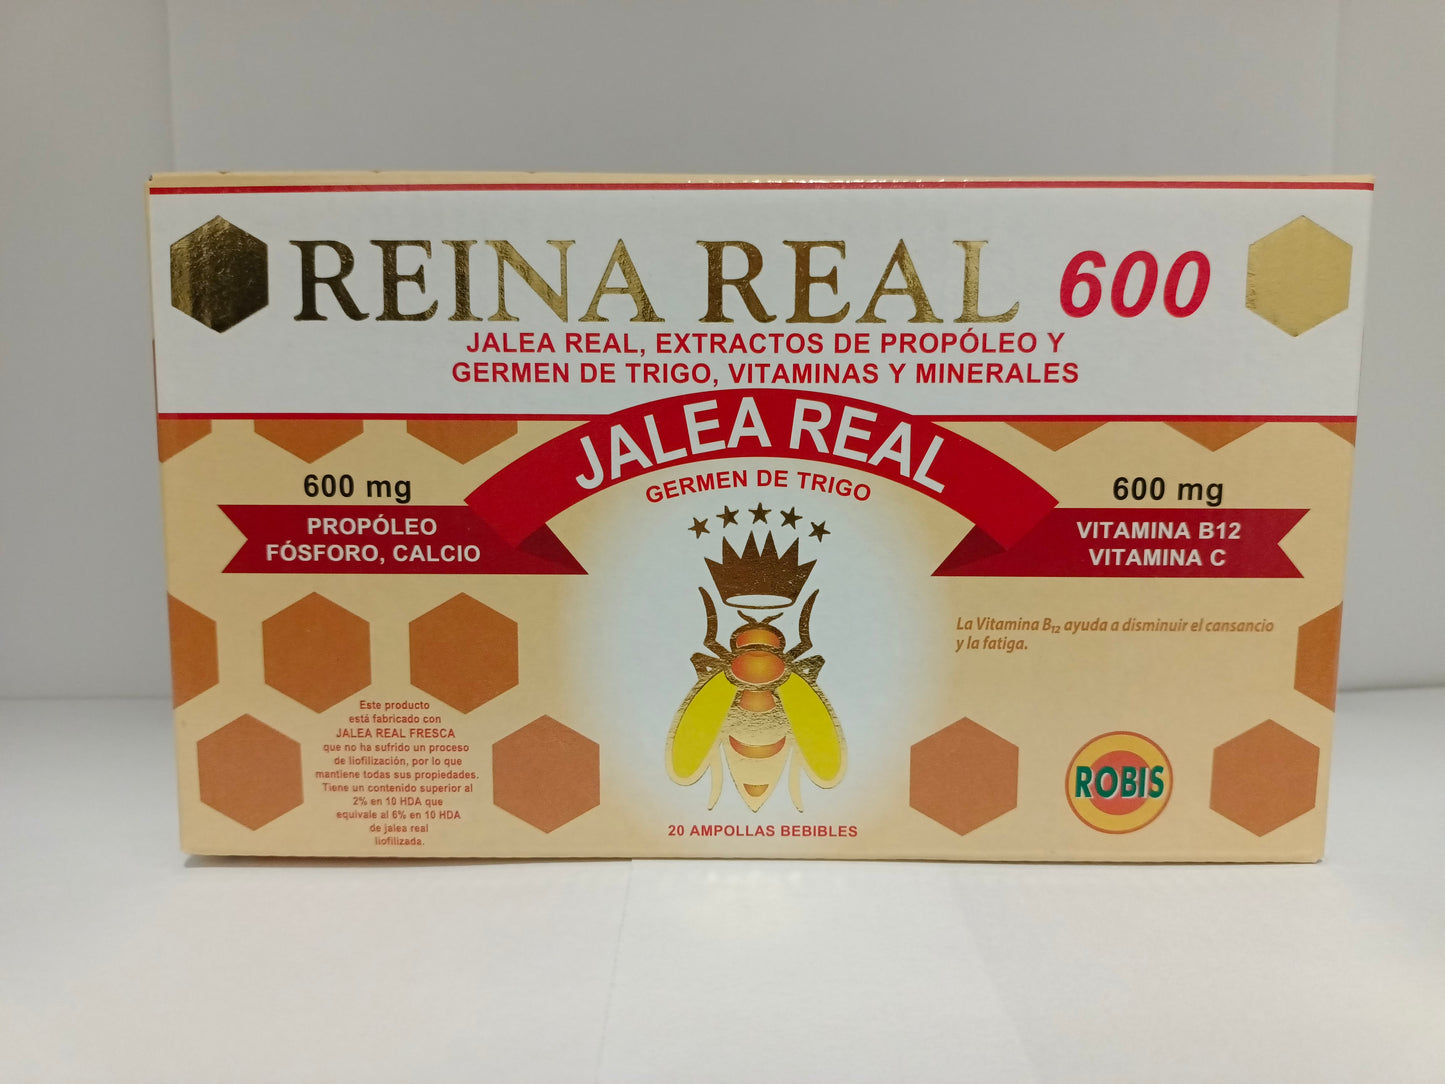 REINA REAL 600
JALEA REAL, EXTRACTOS DE PROPÓLEO Y
GERMEN DE TRIGO, VITAMINAS Y MINERALES
JALEA REAL
GERMEN DE TRIGO
600 mg
PROPÓLEO
FÓSFORO, CALCIO
600 mg
VITAMINA B12
VITAMINA C
La Vitamina B₁₂ ayuda a disminuir el cansancio
y la fatiga.
Este producto
está fabricado con
JALEA REAL FRESCA
que no ha sufrido un proceso
de liofilización, por lo que
mantiene todas sus propiedades.
Tiene un contenido superior al
2% en 10 HDA que
equivale al 6% en 10 HDA
de jalea real
liofilizada.
ROBIS
20 AMPOLLAS BEBIBLES